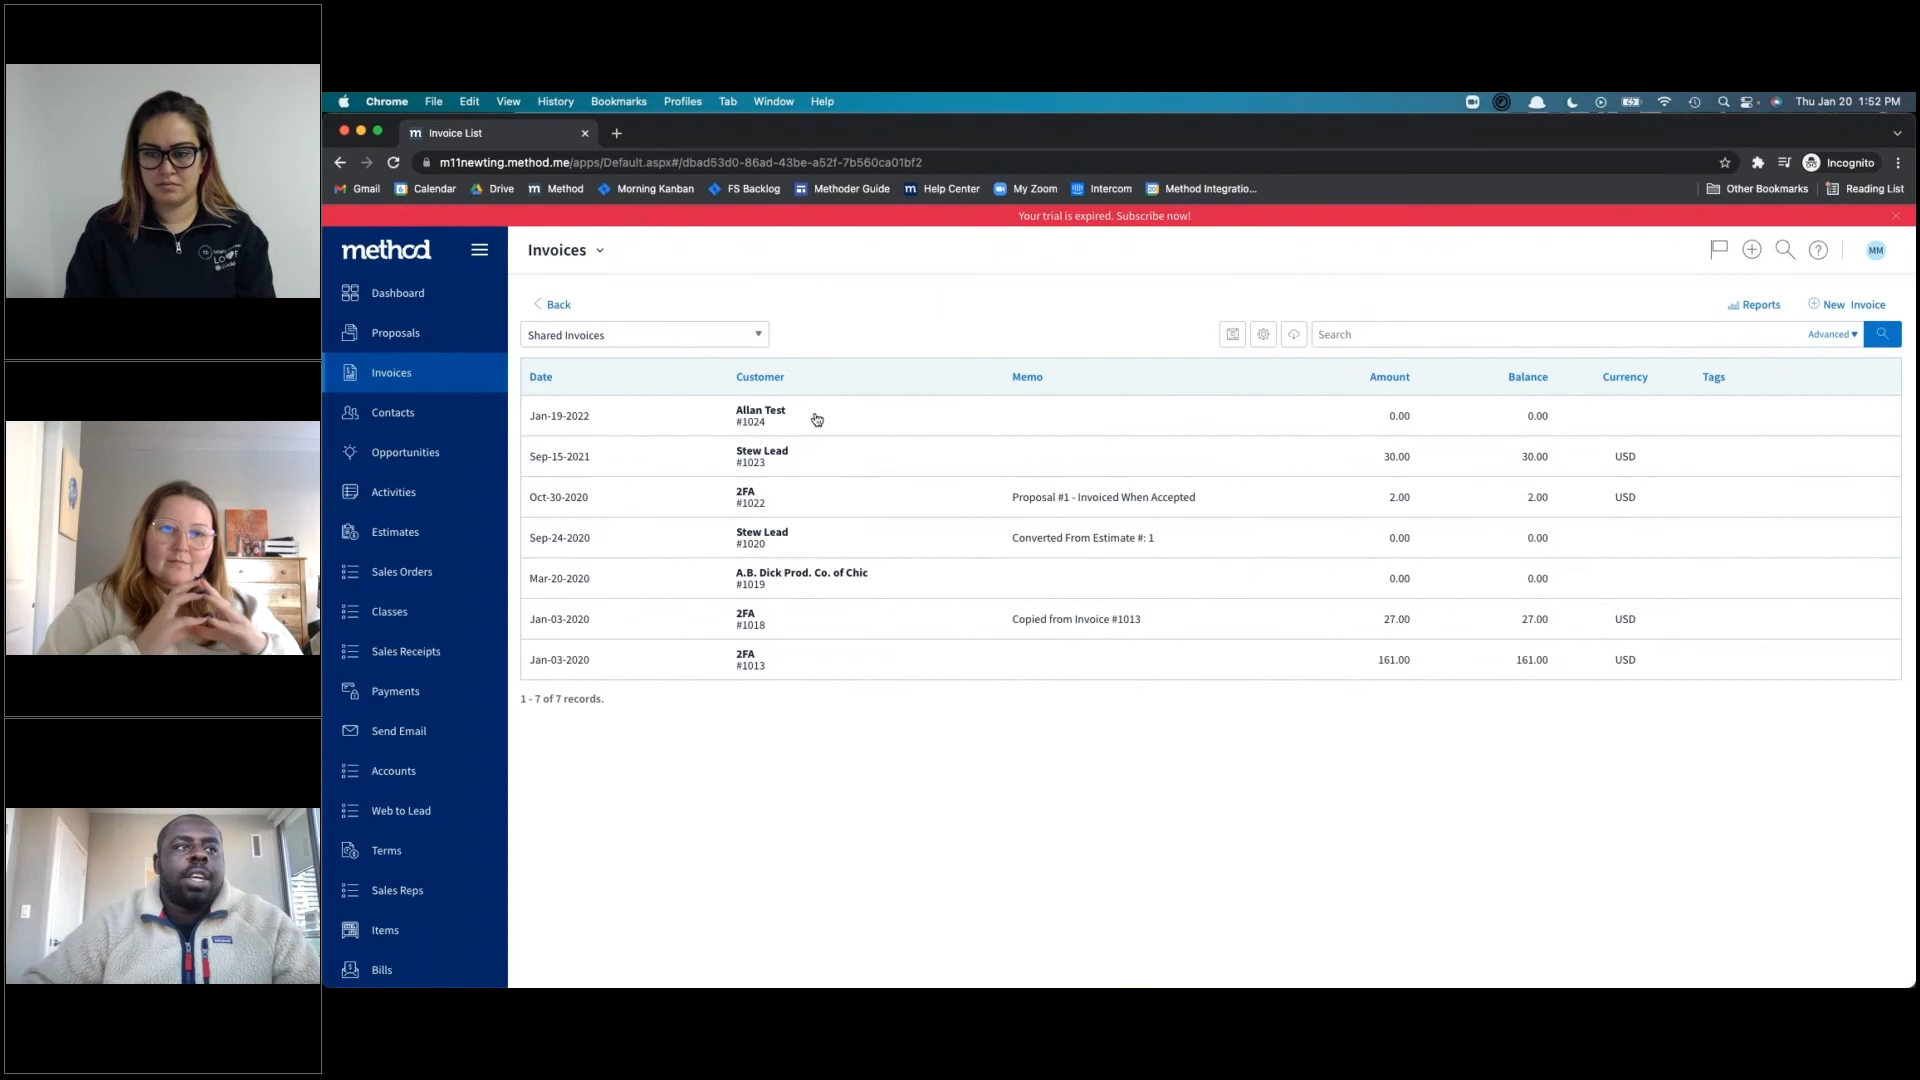 Chrome File Edit View History Bookmarks Profiles Tab Window Help Thu Jan 20 1:52 PM
m Invoice List
m11newting.method.me/apps/Default.aspx#/dbad53d0-86ad-43be-a52f-7b560ca01bf2 Incognito
Gmail Calendar Drive Method Morning Kanban FS Backlog Methoder Guide Help Center My Zoom Intercom Method Integratio... Other Bookmarks Reading List
Your trial is expired. Subscribe now!
method
Dashboard
Proposals
Invoices
Contacts
Opportunities
Activities
Estimates
Sales Orders
Classes
Sales Receipts
Payments
Send Email
Accounts
Web to Lead
Terms
Sales Reps
Items
Bills
Invoices MM
Back Reports New Invoice
Shared Invoices Search Advanced
Date Customer Memo Amount Balance Currency Tags
Jan-19-2022 Allan Test 0.00 0.00
#1024
Sep-15-2021 Stew Lead 30.00 30.00 USD
#1023
Oct-30-2020 2FA Proposal #1 - Invoiced When Accepted 2.00 2.00 USD
#1022
Sep-24-2020 Stew Lead Converted From Estimate #: 1 0.00 0.00
#1020
Mar-20-2020 A.B. Dick Prod. Co. of Chic 0.00 0.00
#1019
Jan-03-2020 2FA Copied from Invoice #1013 27.00 27.00 USD
#1018
Jan-03-2020 2FA 161.00 161.00 USD
#1013
1 - 7 of 7 records.